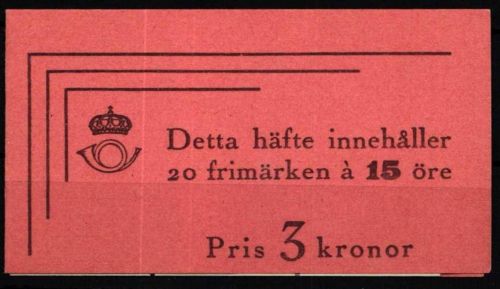 Detta häfte innehåller
20 frimärken à 15 öre
Pris 3 kronor